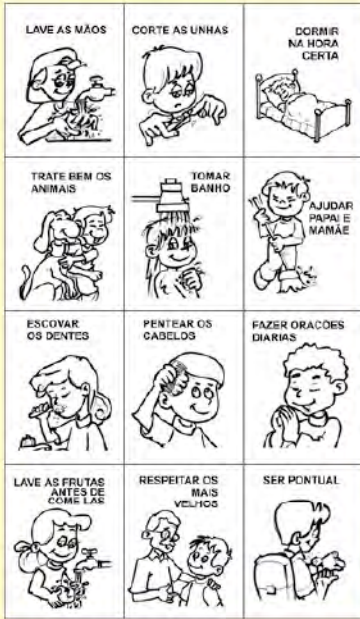 LAVE AS MÃOS
CORTE AS UNHAS
DORMIR
NA HORA
CERTA
TRATE BEM OS
ANIMAIS
TOMAR
BANHO
AJUDAR
PAPAI E
MAMÃE
ESCOVAR
OS DENTES
PENTEAR OS
CABELOS
FAZER ORACÕES
DIARIAS
LAVE AS FRUTAS
ANTES DE
COME LAS
RESPEITAR OS
MAIS
VELHOS
SER PONTUAL